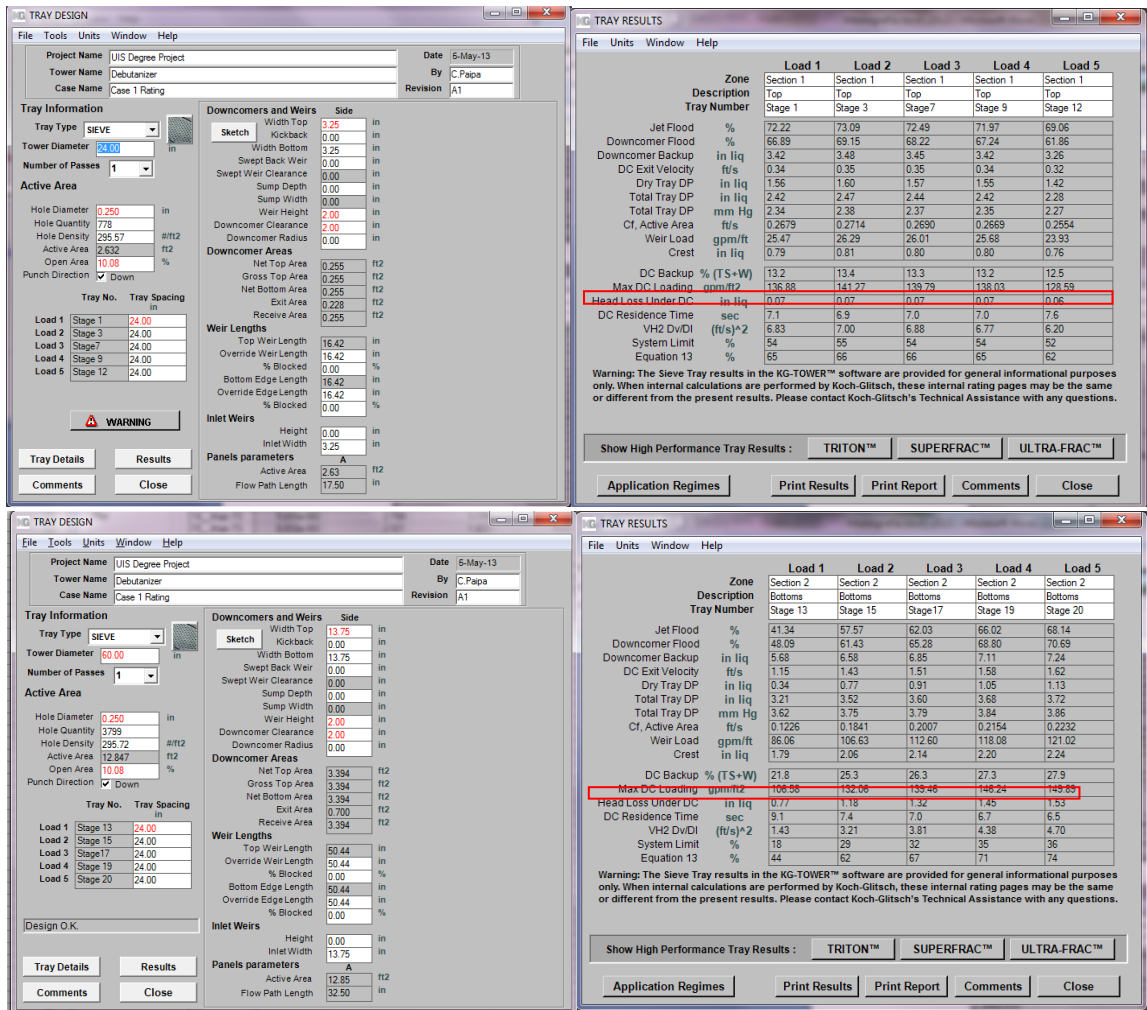 TRAY DESIGN
File Tools Units Window Help
Project Name UIS Degree Project Date 5-May-13
Tower Name Debutanizer By C.Paipa
Case Name Case 1 Rating Revision A1
Tray Information
Tray Type SIEVE
Tower Diameter 24.00 in
Number of Passes 1
Active Area
Hole Diameter 0.250 in
Hole Quantity 778
Hole Density 295.57 #/ft2
Active Area 2.632 ft2
Open Area 10.08 %
Punch Direction Down
Tray No. Tray Spacing
in
Load 1 Stage 1 24.00
Load 2 Stage 3 24.00
Load 3 Stage7 24.00
Load 4 Stage 9 24.00
Load 5 Stage 12 24.00
WARNING
Tray Details Results
Comments Close
Downcomers and Weirs Side
Sketch
Width Top 3.25 in
Kickback 0.00 in
Width Bottom 3.25 in
Swept Back Weir 0.00 in
Swept Weir Clearance 0.00 in
Sump Depth 0.00 in
Sump Width 0.00 in
Weir Height 2.00 in
Downcomer Clearance 2.00 in
Downcomer Radius 0.00 in
Downcomer Areas
Net Top Area 0.255 ft2
Gross Top Area 0.255 ft2
Net Bottom Area 0.255 ft2
Exit Area 0.228 ft2
Receive Area 0.255 ft2
Weir Lengths
Top Weir Length 16.42 in
Override Weir Length 16.42 in
% Blocked 0.00 %
Bottom Edge Length 16.42 in
Override Edge Length 16.42 in
% Blocked 0.00 %
Inlet Weirs
Height 0.00 in
Inlet Width 3.25 in
Panels parameters A
Active Area 2.63 ft2
Flow Path Length 17.50 in
TRAY RESULTS
File Units Window Help
Load 1 Load 2 Load 3 Load 4 Load 5
Zone Section 1 Section 1 Section 1 Section 1 Section 1
Description Top Top Top Top Top
Tray Number Stage 1 Stage 3 Stage7 Stage 9 Stage 12
Jet Flood % 72.22 73.09 72.49 71.97 69.06
Downcomer Flood % 66.89 69.15 68.22 67.24 61.86
Downcomer Backup in liq 3.42 3.48 3.45 3.42 3.26
DC Exit Velocity ft/s 0.34 0.35 0.35 0.34 0.32
Dry Tray DP in liq 1.56 1.60 1.57 1.55 1.42
Total Tray DP in liq 2.42 2.47 2.44 2.42 2.28
Total Tray DP mm Hg 2.34 2.38 2.37 2.35 2.27
Cf, Active Area ft/s 0.2679 0.2714 0.2690 0.2669 0.2554
Weir Load gpm/ft 25.47 26.29 26.01 25.68 23.93
Crest in liq 0.79 0.81 0.80 0.80 0.76
DC Backup % (TS+W) 13.2 13.4 13.3 13.2 12.5
Max DC Loading gpm/ft2 136.88 141.27 139.79 138.03 128.59
Head Loss Under DC in liq 0.07 0.07 0.07 0.07 0.06
DC Residence Time sec 7.1 6.9 7.0 7.0 7.6
VH2 Dv/Dl (ft/s)^2 6.83 7.00 6.88 6.77 6.20
System Limit % 54 55 54 54 52
Equation 13 % 65 66 66 65 62
Warning: The Sieve Tray results in the KG-TOWER™ software are provided for general informational purposes
only. When internal calculations are performed by Koch-Glitsch, these internal rating pages may be the same
or different from the present results. Please contact Koch-Glitsch's Technical Assistance with any questions.
Show High Performance Tray Results : TRITON™ SUPERFRAC™ ULTRA-FRAC™
Application Regimes Print Results Print Report Comments Close
TRAY DESIGN
File Tools Units Window Help
Project Name UIS Degree Project Date 5-May-13
Tower Name Debutanizer By C.Paipa
Case Name Case 1 Rating Revision A1
Tray Information
Tray Type SIEVE
Tower Diameter 60.00 in
Number of Passes 1
Active Area
Hole Diameter 0.250 in
Hole Quantity 3799
Hole Density 295.72 #/ft2
Active Area 12.847 ft2
Open Area 10.08 %
Punch Direction Down
Tray No. Tray Spacing
in
Load 1 Stage 13 24.00
Load 2 Stage 15 24.00
Load 3 Stage17 24.00
Load 4 Stage 19 24.00
Load 5 Stage 20 24.00
Design O.K.
Tray Details Results
Comments Close
Downcomers and Weirs Side
Sketch
Width Top 13.75 in
Kickback 0.00 in
Width Bottom 13.75 in
Swept Back Weir 0.00 in
Swept Weir Clearance 0.00 in
Sump Depth 0.00 in
Sump Width 0.00 in
Weir Height 2.00 in
Downcomer Clearance 2.00 in
Downcomer Radius 0.00 in
Downcomer Areas
Net Top Area 3.394 ft2
Gross Top Area 3.394 ft2
Net Bottom Area 3.394 ft2
Exit Area 0.700 ft2
Receive Area 3.394 ft2
Weir Lengths
Top Weir Length 50.44 in
Override Weir Length 50.44 in
% Blocked 0.00 %
Bottom Edge Length 50.44 in
Override Edge Length 50.44 in
% Blocked 0.00 %
Inlet Weirs
Height 0.00 in
Inlet Width 13.75 in
Panels parameters A
Active Area 12.85 ft2
Flow Path Length 32.50 in
TRAY RESULTS
File Units Window Help
Load 1 Load 2 Load 3 Load 4 Load 5
Zone Section 2 Section 2 Section 2 Section 2 Section 2
Description Bottoms Bottoms Bottoms Bottoms Bottoms
Tray Number Stage 13 Stage 15 Stage17 Stage 19 Stage 20
Jet Flood % 41.34 57.57 62.03 66.02 68.14
Downcomer Flood % 48.09 61.43 65.28 68.80 70.69
Downcomer Backup in liq 5.68 6.58 6.85 7.11 7.24
DC Exit Velocity ft/s 1.15 1.43 1.51 1.58 1.62
Dry Tray DP in liq 0.34 0.77 0.91 1.05 1.13
Total Tray DP in liq 3.21 3.52 3.60 3.68 3.72
Total Tray DP mm Hg 3.62 3.75 3.79 3.84 3.86
Cf, Active Area ft/s 0.1226 0.1841 0.2007 0.2154 0.2232
Weir Load gpm/ft 86.06 106.63 112.60 118.08 121.02
Crest in liq 1.79 2.06 2.14 2.20 2.24
DC Backup % (TS+W) 21.8 25.3 26.3 27.3 27.9
Max DC Loading gpm/ft2 106.58 132.06 139.46 146.24 149.89
Head Loss Under DC in liq 0.77 1.18 1.32 1.45 1.53
DC Residence Time sec 9.1 7.4 7.0 6.7 6.5
VH2 Dv/Dl (ft/s)^2 1.43 3.21 3.81 4.38 4.70
System Limit % 18 29 32 35 36
Equation 13 % 44 62 67 71 74
Warning: The Sieve Tray results in the KG-TOWER™ software are provided for general informational purposes
only. When internal calculations are performed by Koch-Glitsch, these internal rating pages may be the same
or different from the present results. Please contact Koch-Glitsch's Technical Assistance with any questions.
Show High Performance Tray Results : TRITON™ SUPERFRAC™ ULTRA-FRAC™
Application Regimes Print Results Print Report Comments Close